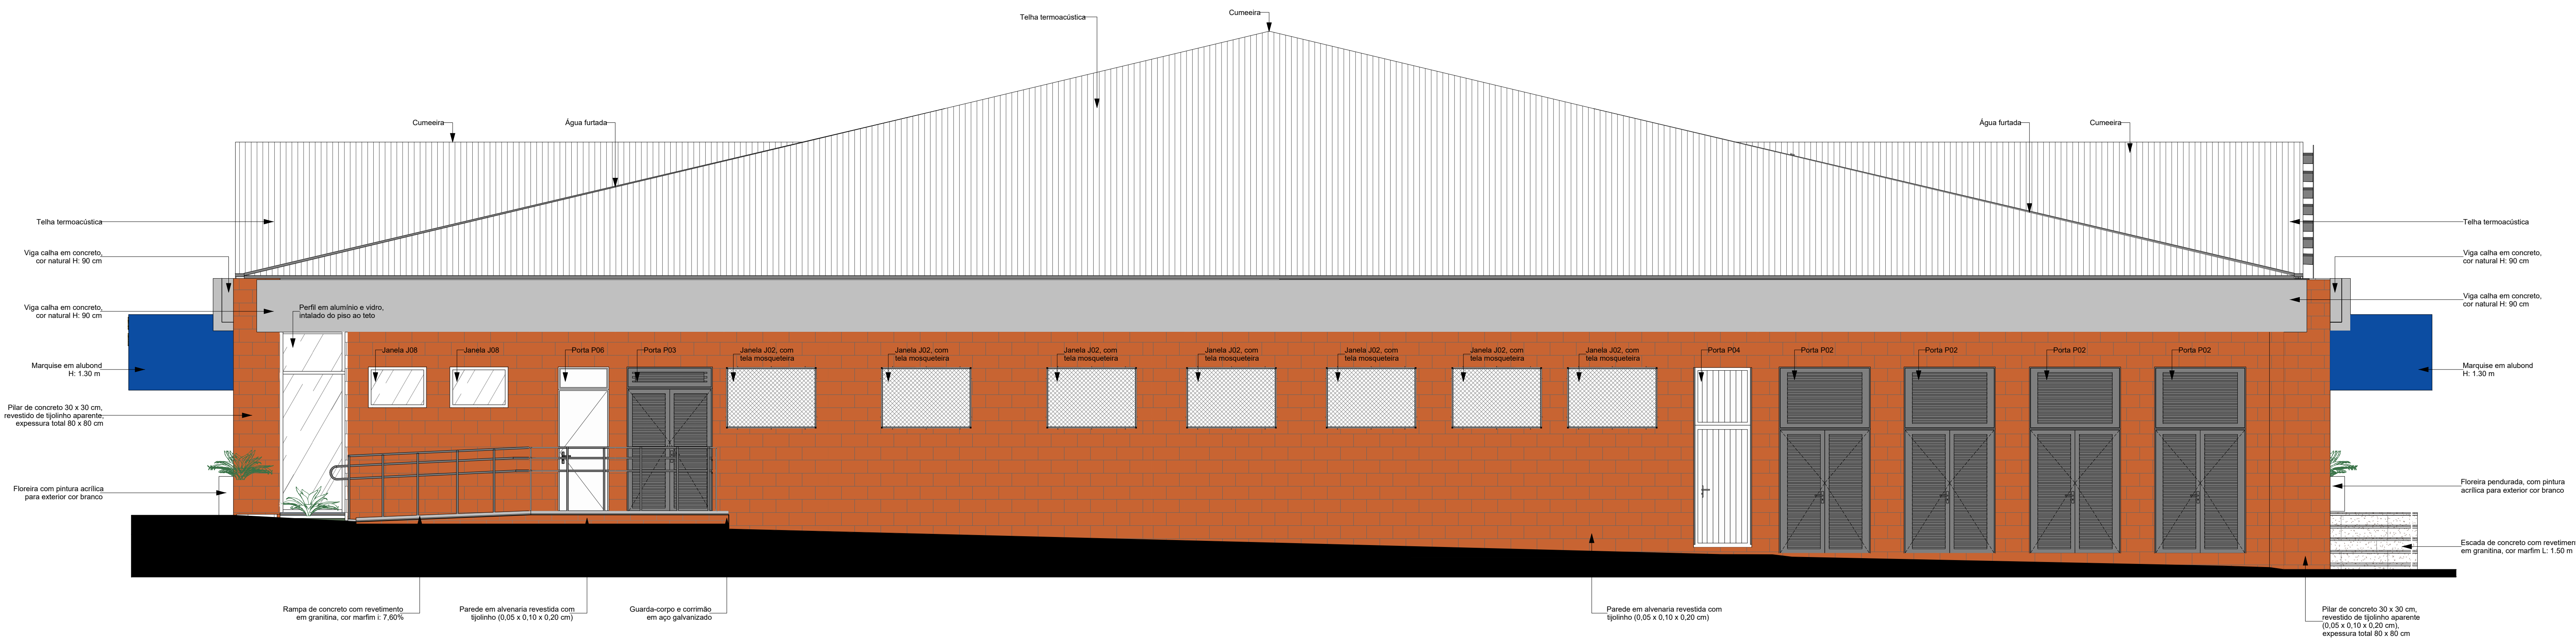 Cumeeira
Telha termoacústica
Cumeeira
Água furtada
Água furtada
Cumeeira
Telha termoacústica
Telha termoacústica
Viga calha em concreto,
cor natural H: 90 cm
Viga calha em concreto,
cor natural H: 90 cm
Viga calha em concreto,
cor natural H: 90 cm
Perfil em alumínio e vidro,
intalado do piso ao teto
Viga calha em concreto,
cor natural H: 90 cm
Janela J08
Janela J08
Porta P06
Porta P03
Janela J02, com
tela mosqueteira
Janela J02, com
tela mosqueteira
Janela J02, com
tela mosqueteira
Janela J02, com
tela mosqueteira
Janela J02, com
tela mosqueteira
Janela J02, com
tela mosqueteira
Janela J02, com
tela mosqueteira
Porta P04
Porta P02
Porta P02
Porta P02
Porta P02
Marquise em alubond
H: 1.30 m
Marquise em alubond
H: 1.30 m
Pilar de concreto 30 x 30 cm,
revestido de tijolinho aparente,
expessura total 80 x 80 cm
Floreira com pintura acrílica
para exterior cor branco
Floreira pendurada, com pintura
acrílica para exterior cor branco
Escada de concreto com revetiment
em granitina, cor marfim L: 1.50 m
Rampa de concreto com revetimento
em granitina, cor marfim i: 7,60%
Parede em alvenaria revestida com
tijolinho (0,05 x 0,10 x 0,20 cm)
Guarda-corpo e corrimão
em aço galvanizado
Parede em alvenaria revestida com
tijolinho (0,05 x 0,10 x 0,20 cm)
Pilar de concreto 30 x 30 cm,
revestido de tijolinho aparente
(0,05 x 0,10 x 0,20 cm),
expessura total 80 x 80 cm